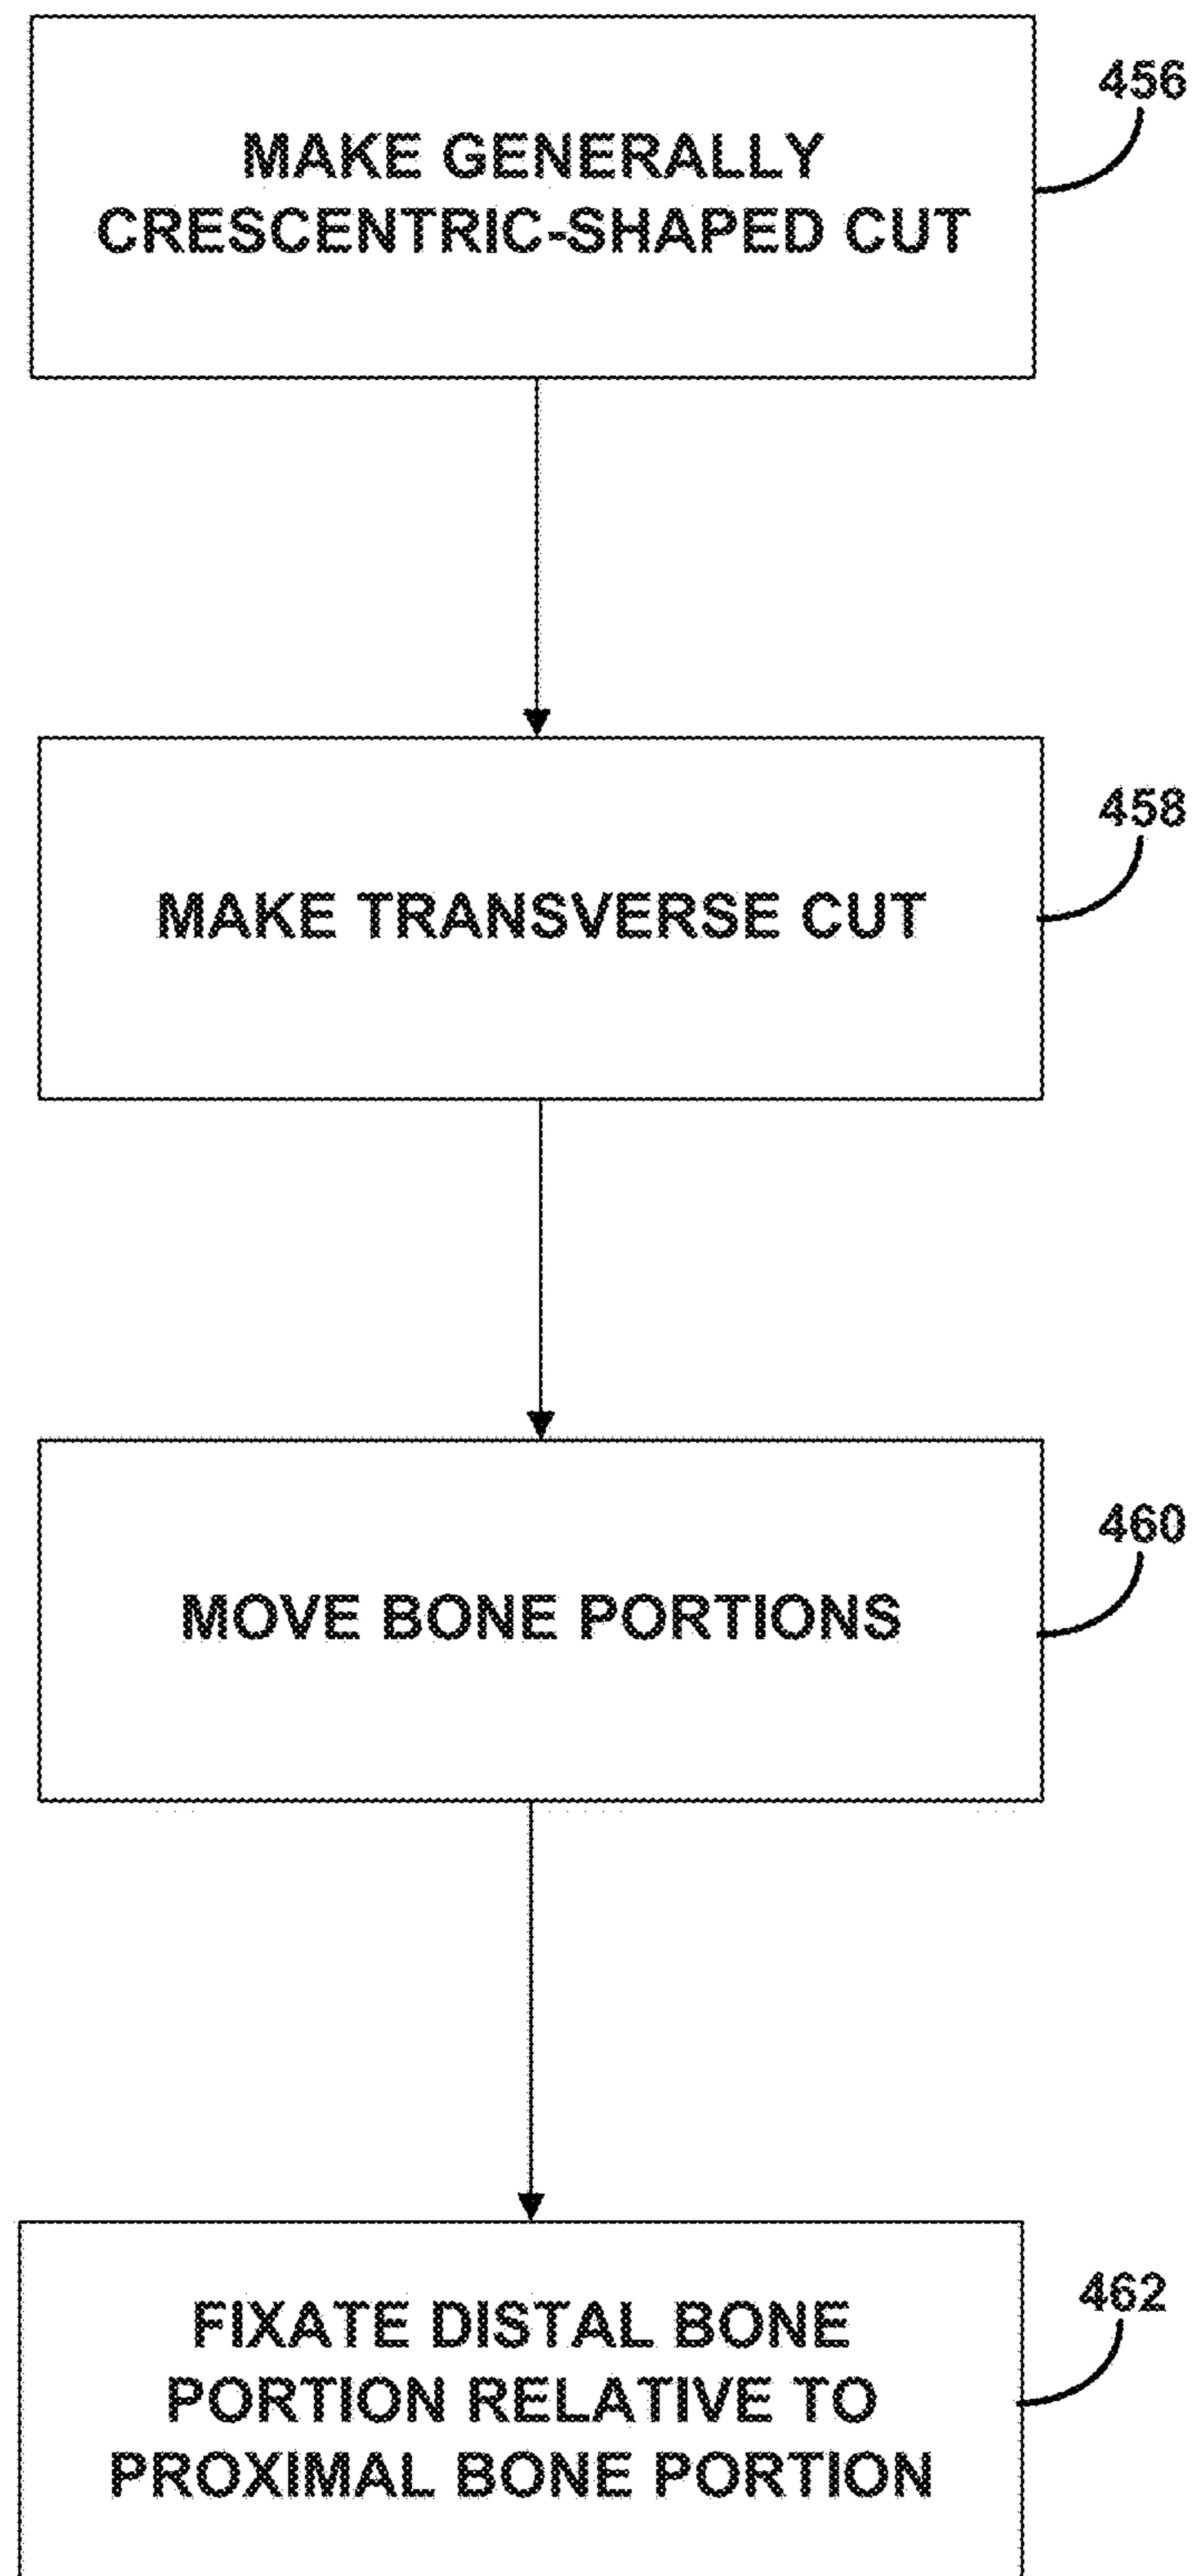 MAKE GENERALLY
CRESCENTRIC-SHAPED CUT
456
MAKE TRANSVERSE CUT
458
MOVE BONE PORTIONS
460
FIXATE DISTAL BONE
PORTION RELATIVE TO
PROXIMAL BONE PORTION
462